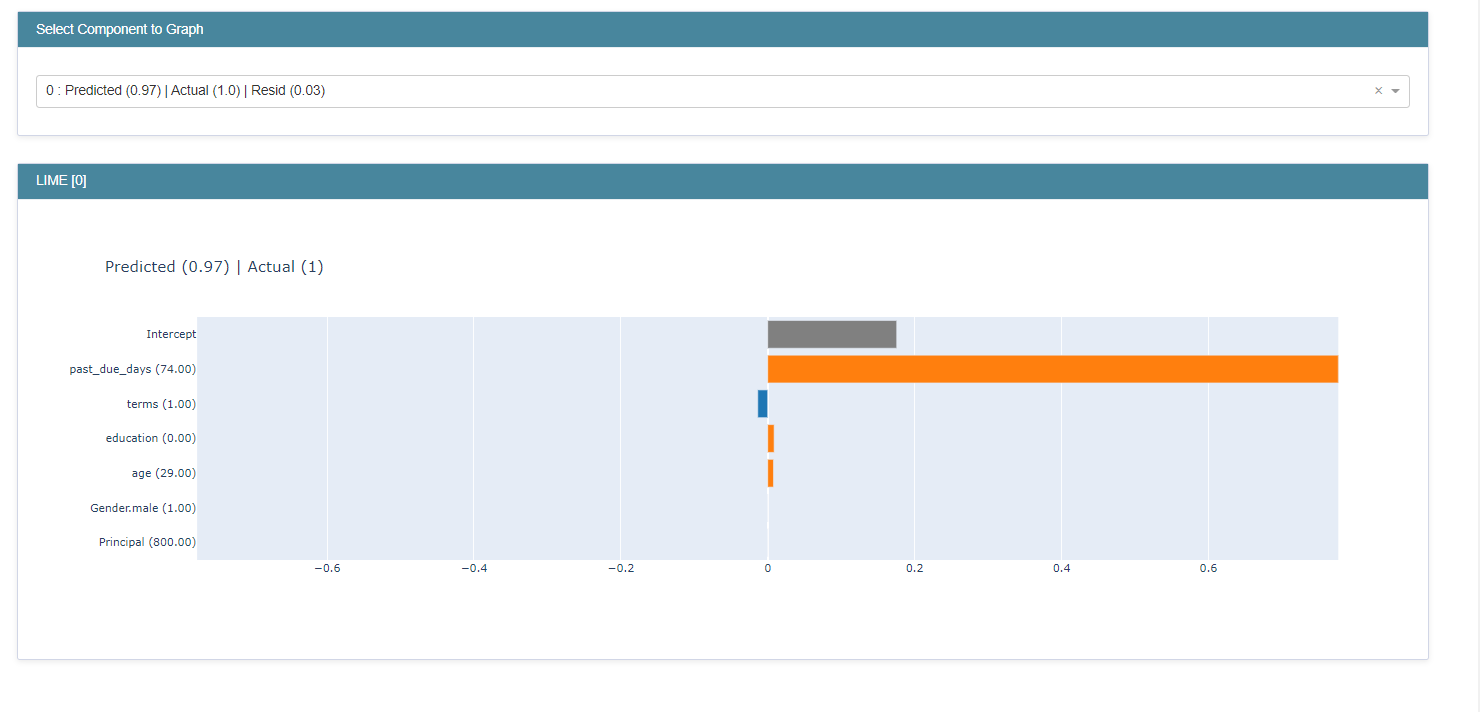 Select Component to Graph
0 : Predicted (0.97) | Actual (1.0) | Resid (0.03)
LIME [0]
Predicted (0.97) | Actual (1)
Intercept
past_due_days (74.00)
terms (1.00)
education (0.00)
age (29.00)
Gender.male (1.00)
Principal (800.00)
−0.6 −0.4 −0.2 0 0.2 0.4 0.6